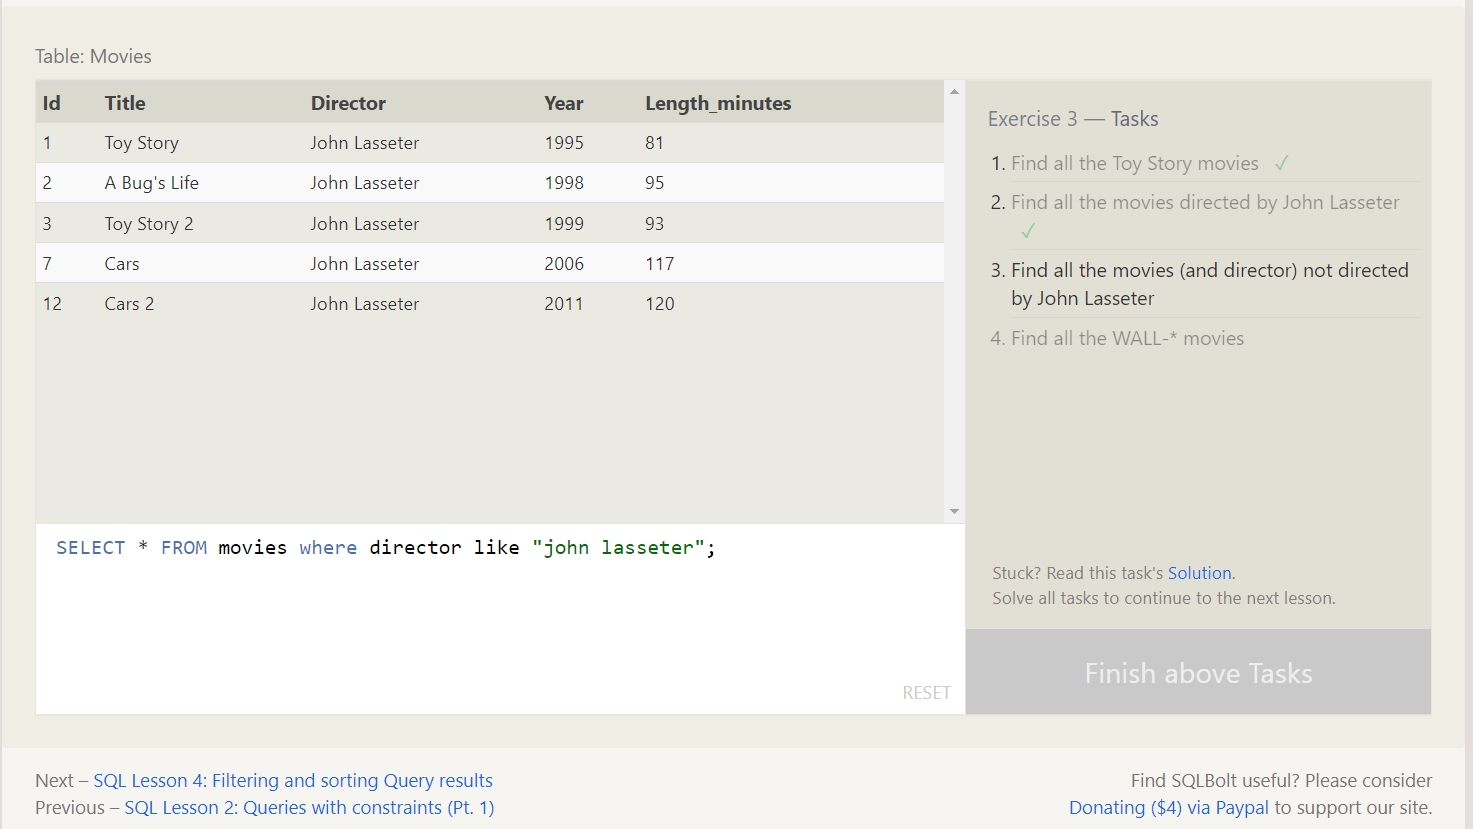 Table: Movies
Id Title Director Year Length_minutes
1 Toy Story John Lasseter 1995 81
2 A Bug's Life John Lasseter 1998 95
3 Toy Story 2 John Lasseter 1999 93
7 Cars John Lasseter 2006 117
12 Cars 2 John Lasseter 2011 120
SELECT * FROM movies where director like "john lasseter";
RESET
Exercise 3 — Tasks
1. Find all the Toy Story movies ✓
2. Find all the movies directed by John Lasseter
✓
3. Find all the movies (and director) not directed
by John Lasseter
4. Find all the WALL-* movies
Stuck? Read this task's Solution.
Solve all tasks to continue to the next lesson.
Finish above Tasks
Next – SQL Lesson 4: Filtering and sorting Query results
Previous – SQL Lesson 2: Queries with constraints (Pt. 1)
Find SQLBolt useful? Please consider
Donating ($4) via Paypal to support our site.